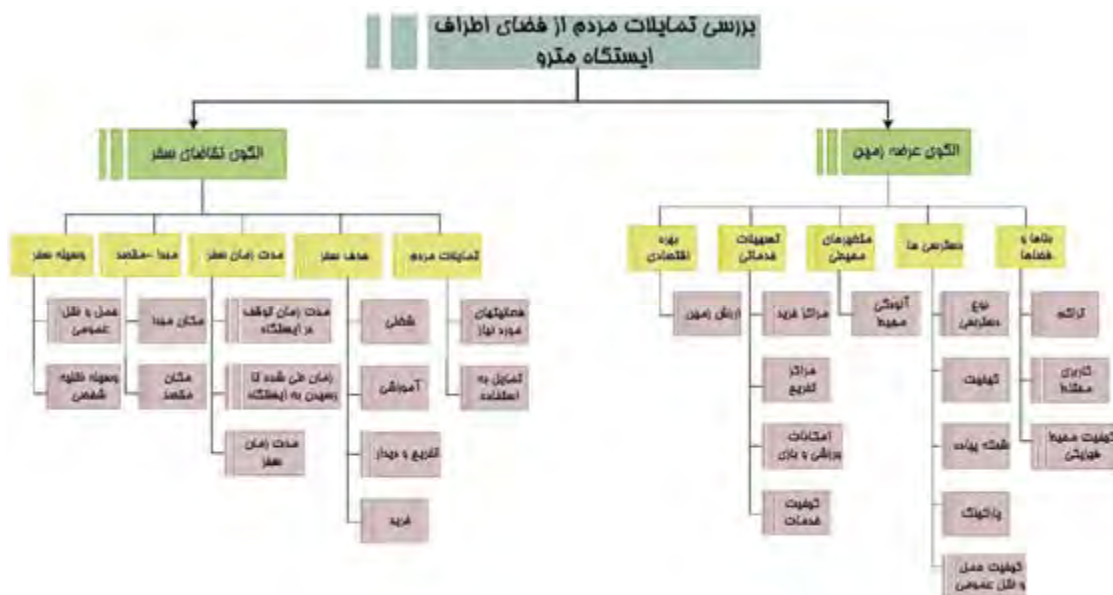 بررسی تمایلات مردم از فضای اطراف
ایستگاه مترو
الگوی عرضه زمین
الگوی تقاضای سفر
بناها و
فضاها
دسترسی ها
متغیرهای
محیطی
تسهیلات
خدماتی
بهره
اقتصادی
تمایلات مردم
هدف سفر
مدت زمان سفر
مبدا -مقصد
وسیله سفر
تراکم
کاربری
مختلط
کیفیت محیط
فیزیکی
نوع
دسترسی
کیفیت
شبکه پیاده
پارکینگ
کیفیت حمل
و نقل عمومی
آلودگی
محیط
مراکز خرید
مراکز
تفریح
امکانات
ورزشی و بازی
کیفیت
خدمات
ارزش زمین
فعالیتهای
مورد نیاز
تمایل به
استفاده
شغلی
آموزشی
تفریح و دیدار
خرید
مدت زمان توقف
در ایستگاه
زمان طی شده تا
رسیدن به ایستگاه
مدت زمان
سفر
مکان مبدا
مکان
مقصد
حمل و نقل
عمومی
وسیله نقلیه
شخصی